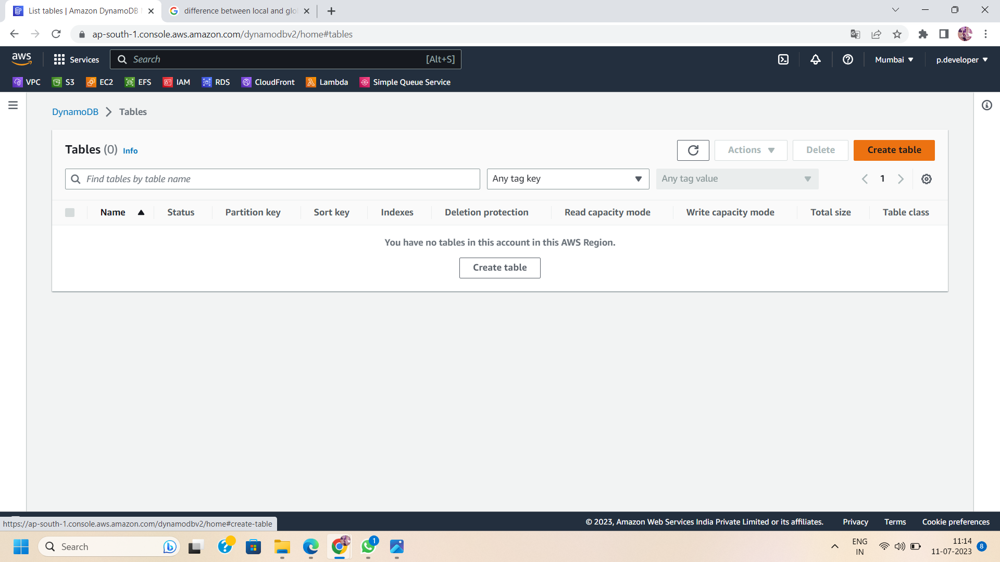 List tables | Amazon DynamoDB
difference between local and glo
ap-south-1.console.aws.amazon.com/dynamodbv2/home#tables
aws
Services
Search
[Alt+S]
Mumbai
p.developer
VPC
S3
EC2
EFS
IAM
RDS
CloudFront
Lambda
Simple Queue Service
DynamoDB
Tables
Tables (0) Info
Actions
Delete
Create table
Find tables by table name
Any tag key
Any tag value
1
Name
Status
Partition key
Sort key
Indexes
Deletion protection
Read capacity mode
Write capacity mode
Total size
Table class
You have no tables in this account in this AWS Region.
Create table
https://ap-south-1.console.aws.amazon.com/dynamodbv2/home#create-table
© 2023, Amazon Web Services India Private Limited or its affiliates.
Privacy
Terms
Cookie preferences
Search
1
ENG
IN
11:14
11-07-2023
8